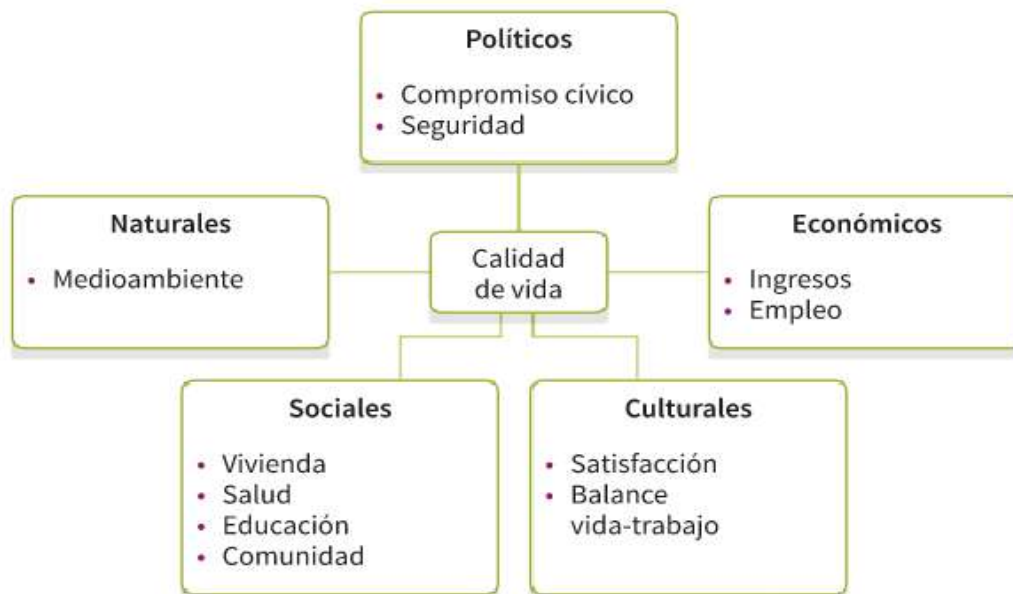 Políticos
• Compromiso cívico
• Seguridad
Naturales
• Medioambiente
Calidad
de vida
Económicos
• Ingresos
• Empleo
Sociales
• Vivienda
• Salud
• Educación
• Comunidad
Culturales
• Satisfacción
• Balance
vida-trabajo